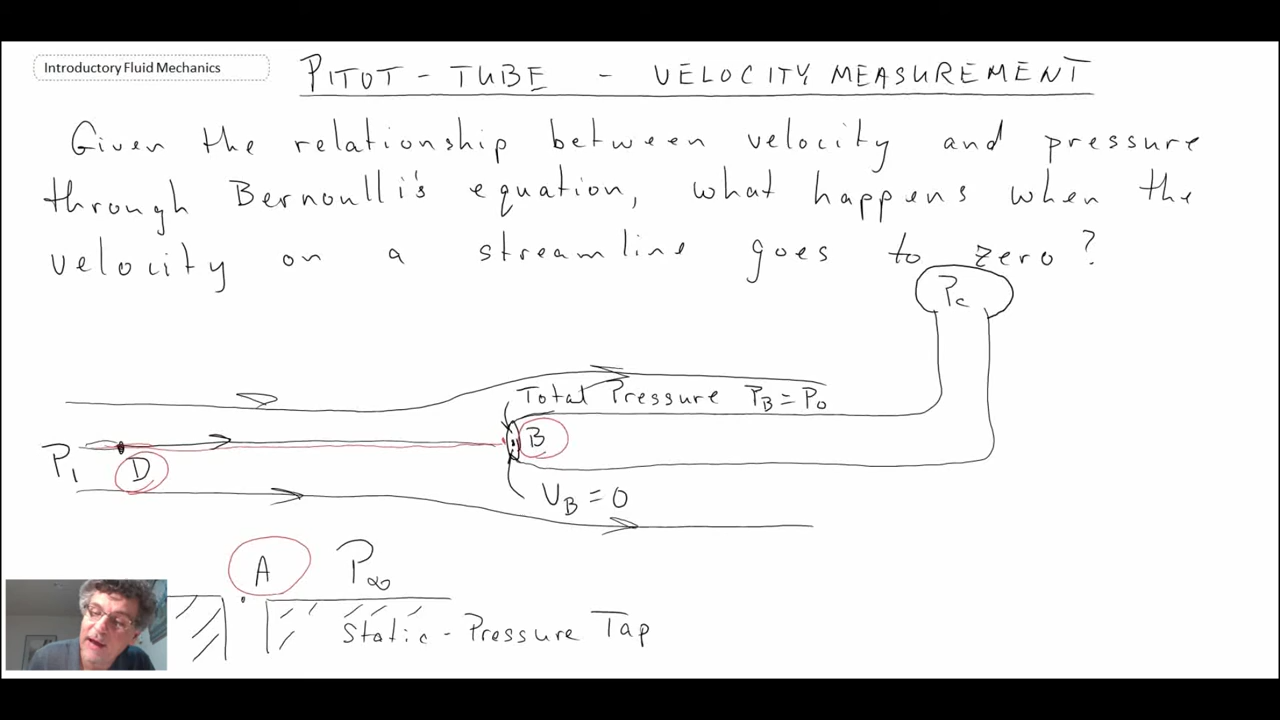 Introductory Fluid Mechanics
PITOT - TUBE - VELOCITY MEASUREMENT
Given the relationship between velocity and pressure
through Bernoulli's equation, what happens when the
velocity on a streamline goes to zero?
Pc
Total Pressure PB = P0
B
P1
D
VB = 0
A P∞
Static - Pressure Tap